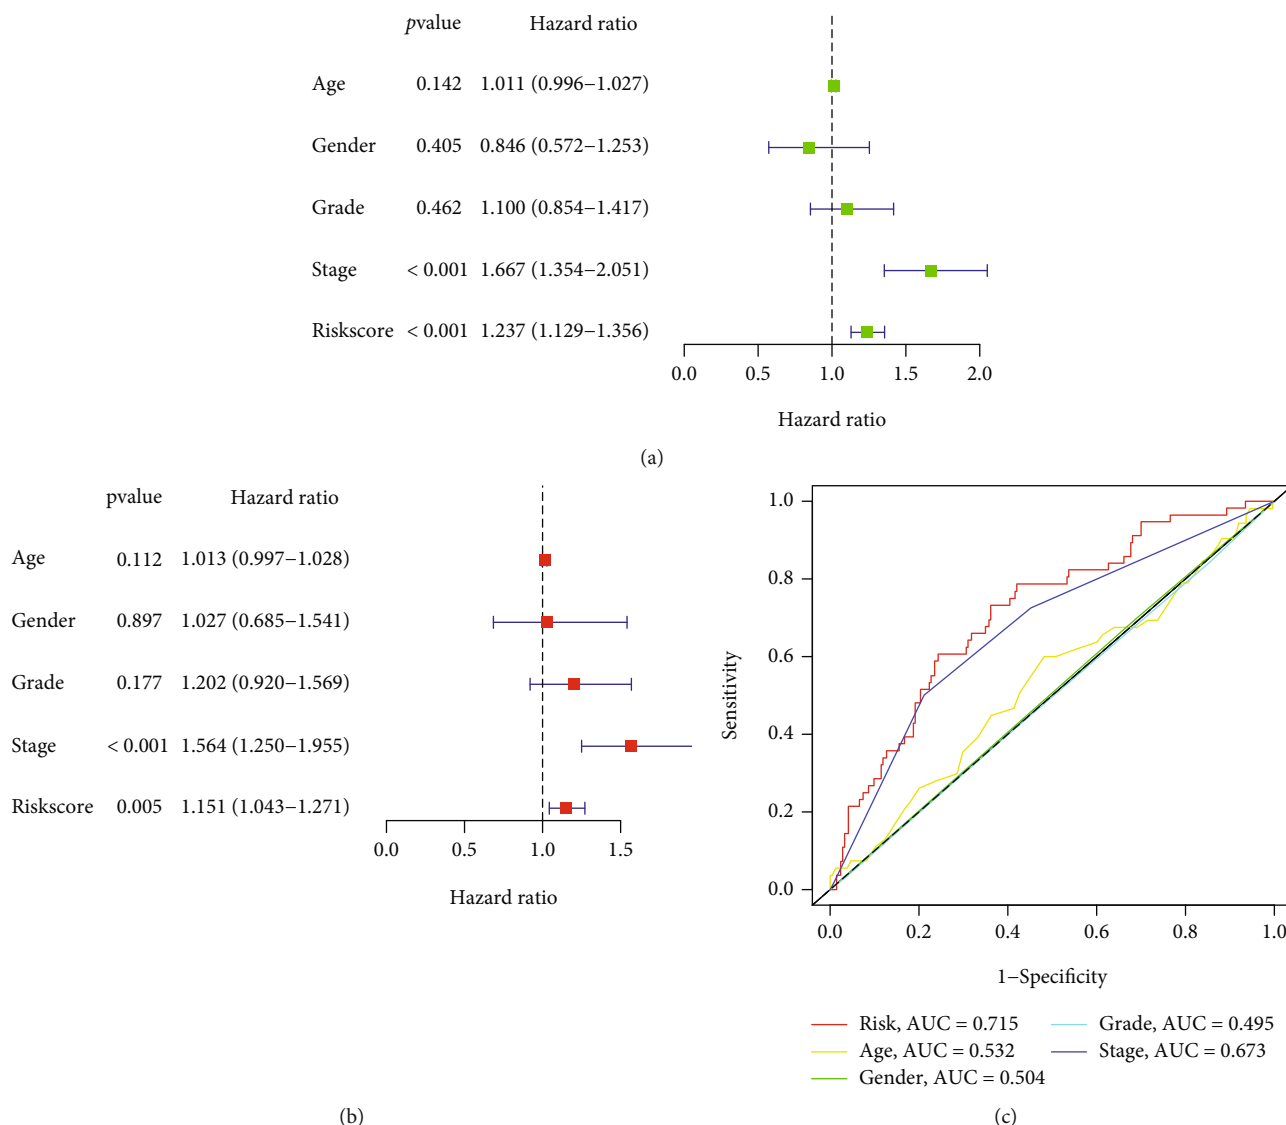 pvalue Hazard ratio
Age 0.142 1.011 (0.996−1.027)
Gender 0.405 0.846 (0.572−1.253)
Grade 0.462 1.100 (0.854−1.417)
Stage < 0.001 1.667 (1.354−2.051)
Riskscore < 0.001 1.237 (1.129−1.356)
0.0 0.5 1.0 1.5 2.0
Hazard ratio
(a)
pvalue Hazard ratio
Age 0.112 1.013 (0.997−1.028)
Gender 0.897 1.027 (0.685−1.541)
Grade 0.177 1.202 (0.920−1.569)
Stage < 0.001 1.564 (1.250−1.955)
Riskscore 0.005 1.151 (1.043−1.271)
0.0 0.5 1.0 1.5
Hazard ratio
(b)
Sensitivity
1.0
0.8
0.6
0.4
0.2
0.0
0.0 0.2 0.4 0.6 0.8 1.0
1−Specificity
Risk, AUC = 0.715
Age, AUC = 0.532
Gender, AUC = 0.504
Grade, AUC = 0.495
Stage, AUC = 0.673
(c)